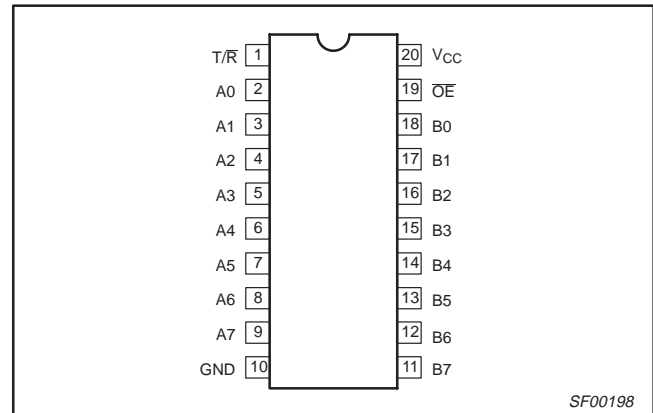 T/R̅ 1 20 VCC
A0 2 19 O̅E̅
A1 3 18 B0
A2 4 17 B1
A3 5 16 B2
A4 6 15 B3
A5 7 14 B4
A6 8 13 B5
A7 9 12 B6
GND 10 11 B7
SF00198